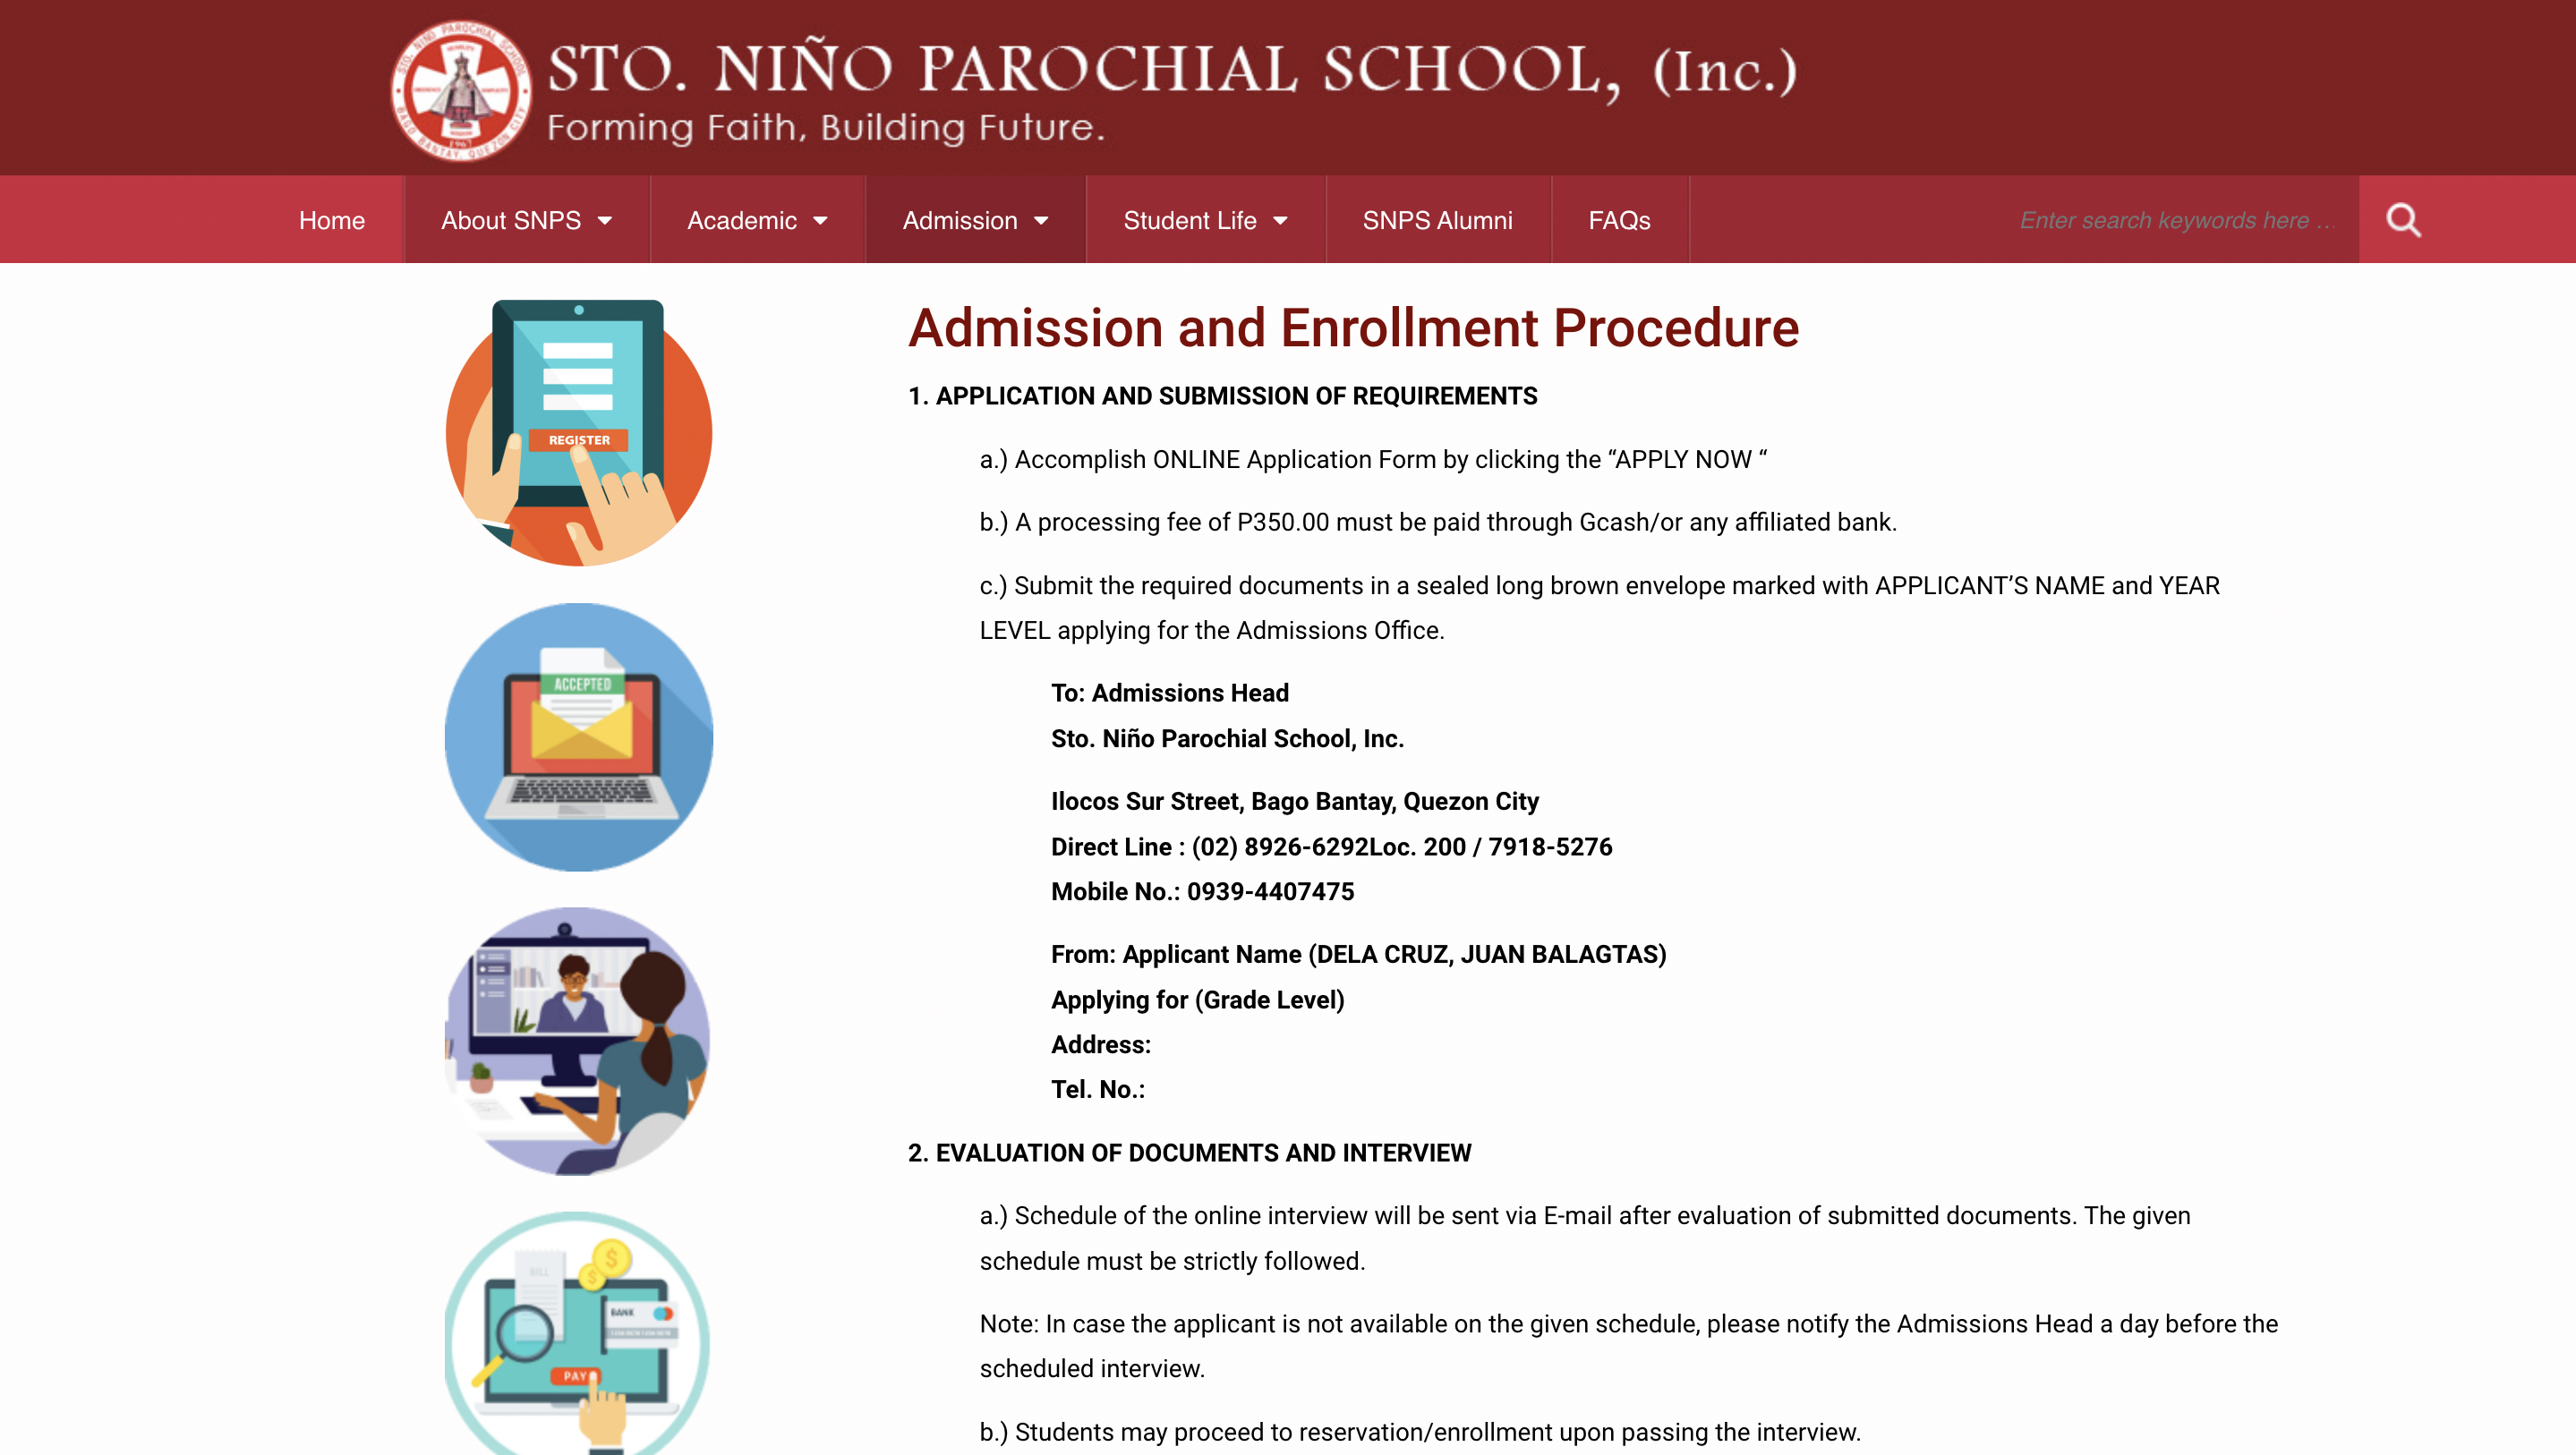 STO. NIÑO PAROCHIAL SCHOOL, (Inc.)
Forming Faith, Building Future.
STO. NIÑO PAROCHIAL SCHOOL
BAGO BANTAY QUEZON CITY
1967
Home
About SNPS
Academic
Admission
Student Life
SNPS Alumni
FAQs
Enter search keywords here ...
REGISTER
ACCEPTED
BILL
BANK
PAY
Admission and Enrollment Procedure
1. APPLICATION AND SUBMISSION OF REQUIREMENTS
a.) Accomplish ONLINE Application Form by clicking the “APPLY NOW “
b.) A processing fee of P350.00 must be paid through Gcash/or any affiliated bank.
c.) Submit the required documents in a sealed long brown envelope marked with APPLICANT’S NAME and YEAR
LEVEL applying for the Admissions Office.
To: Admissions Head
Sto. Niño Parochial School, Inc.
Ilocos Sur Street, Bago Bantay, Quezon City
Direct Line : (02) 8926-6292Loc. 200 / 7918-5276
Mobile No.: 0939-4407475
From: Applicant Name (DELA CRUZ, JUAN BALAGTAS)
Applying for (Grade Level)
Address:
Tel. No.:
2. EVALUATION OF DOCUMENTS AND INTERVIEW
a.) Schedule of the online interview will be sent via E-mail after evaluation of submitted documents. The given
schedule must be strictly followed.
Note: In case the applicant is not available on the given schedule, please notify the Admissions Head a day before the
scheduled interview.
b.) Students may proceed to reservation/enrollment upon passing the interview.